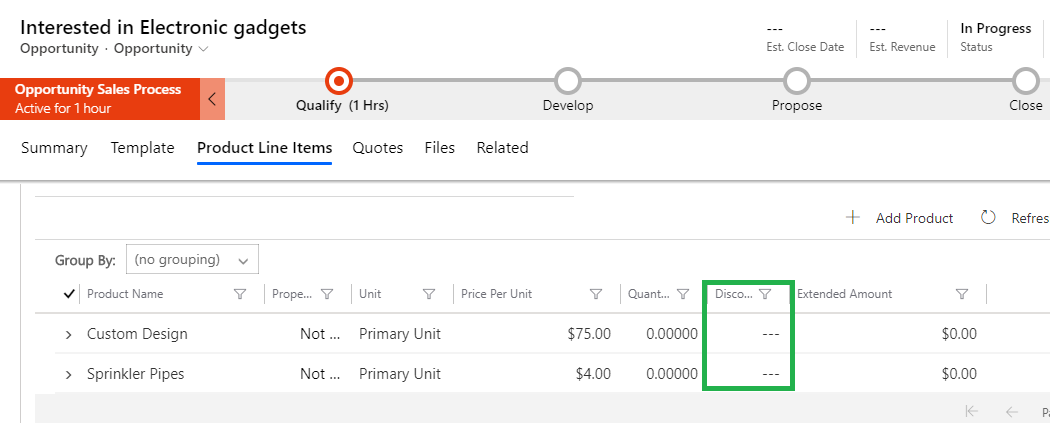 Interested in Electronic gadgets
Opportunity · Opportunity
---
Est. Close Date
---
Est. Revenue
In Progress
Status
Opportunity Sales Process
Active for 1 hour
Qualify (1 Hrs)
Develop
Propose
Close
Summary Template Product Line Items Quotes Files Related
+ Add Product Refres
Group By: (no grouping)
Product Name Prope... Unit Price Per Unit Quant... Disco... Extended Amount
Custom Design Not ... Primary Unit $75.00 0.00000 --- $0.00
Sprinkler Pipes Not ... Primary Unit $4.00 0.00000 --- $0.00